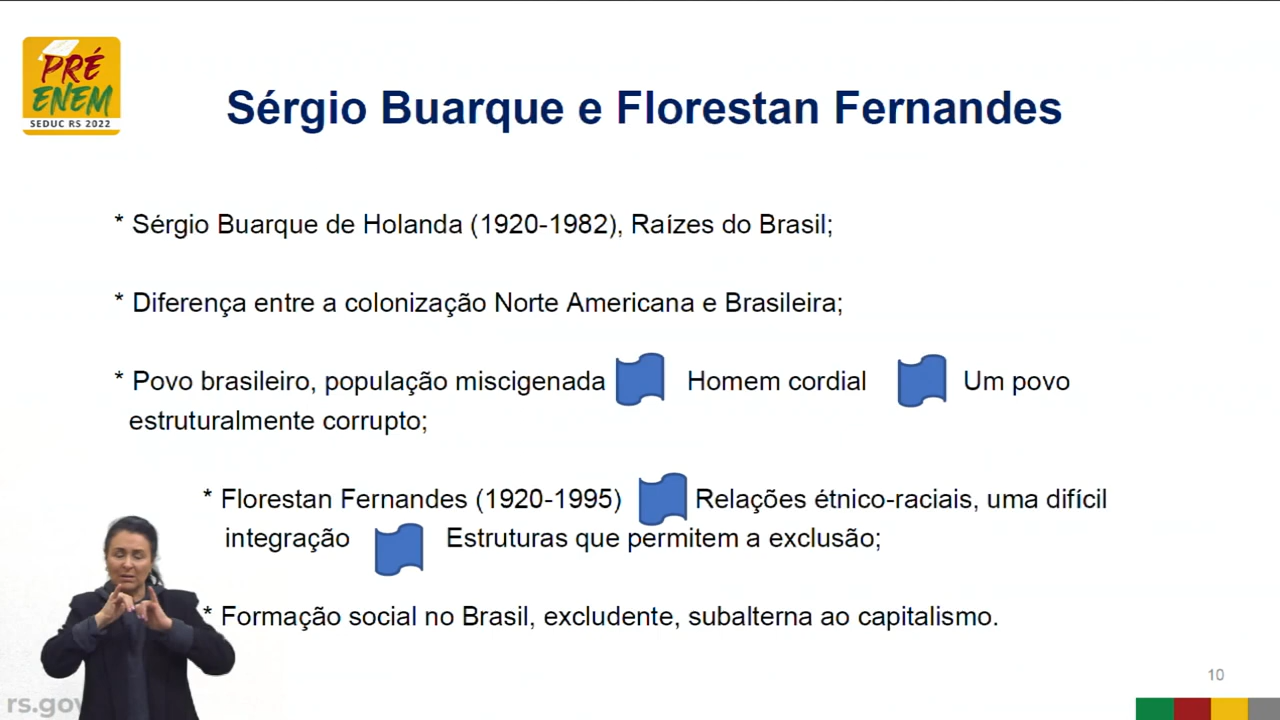 PRÉ
ENEM
SEDUC RS 2022
Sérgio Buarque e Florestan Fernandes
* Sérgio Buarque de Holanda (1920-1982), Raízes do Brasil;
* Diferença entre a colonização Norte Americana e Brasileira;
* Povo brasileiro, população miscigenada Homem cordial Um povo
estruturalmente corrupto;
* Florestan Fernandes (1920-1995) Relações étnico-raciais, uma difícil
integração Estruturas que permitem a exclusão;
* Formação social no Brasil, excludente, subalterna ao capitalismo.
10
rs.gov